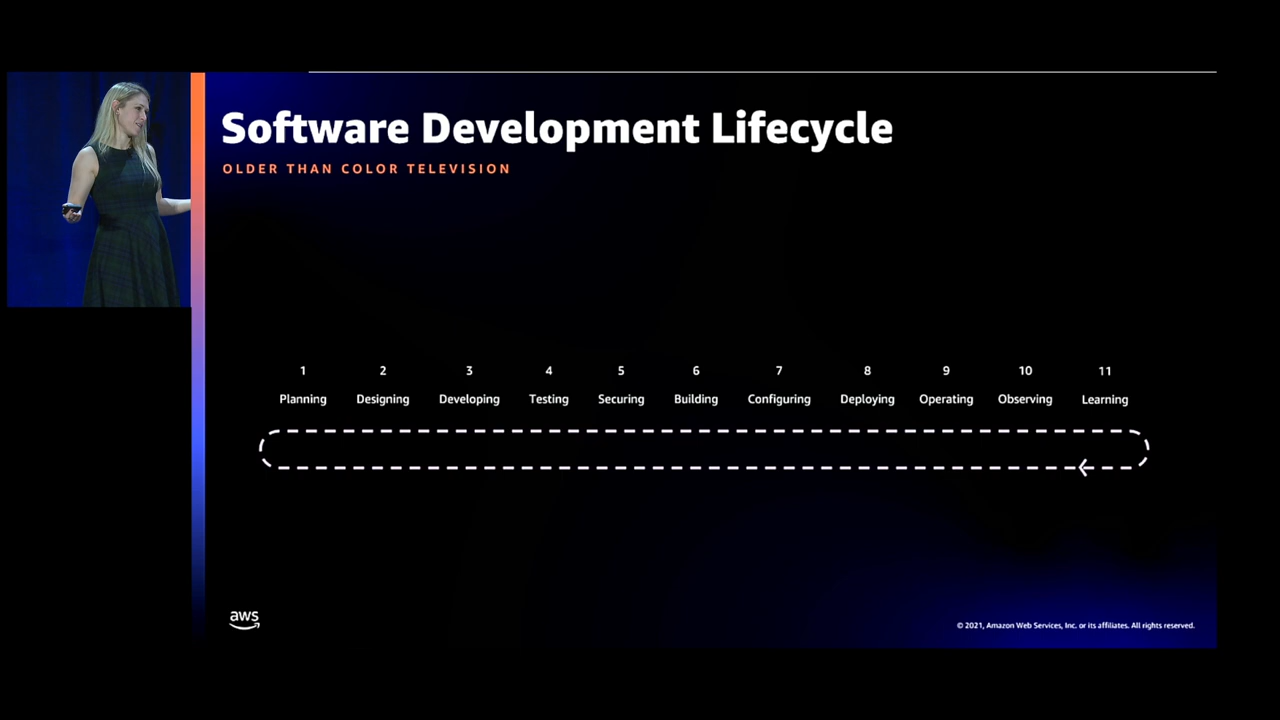 Software Development Lifecycle
OLDER THAN COLOR TELEVISION
1 2 3 4 5 6 7 8 9 10 11
Planning Designing Developing Testing Securing Building Configuring Deploying Operating Observing Learning
aws
© 2021, Amazon Web Services, Inc. or its affiliates. All rights reserved.